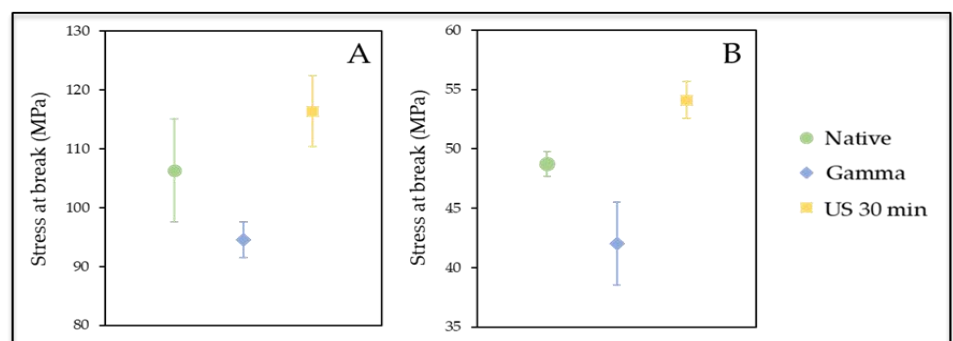 A
Stress at break (MPa)
130
120
110
100
90
80
B
Stress at break (MPa)
60
55
50
45
40
35
Native
Gamma
US 30 min